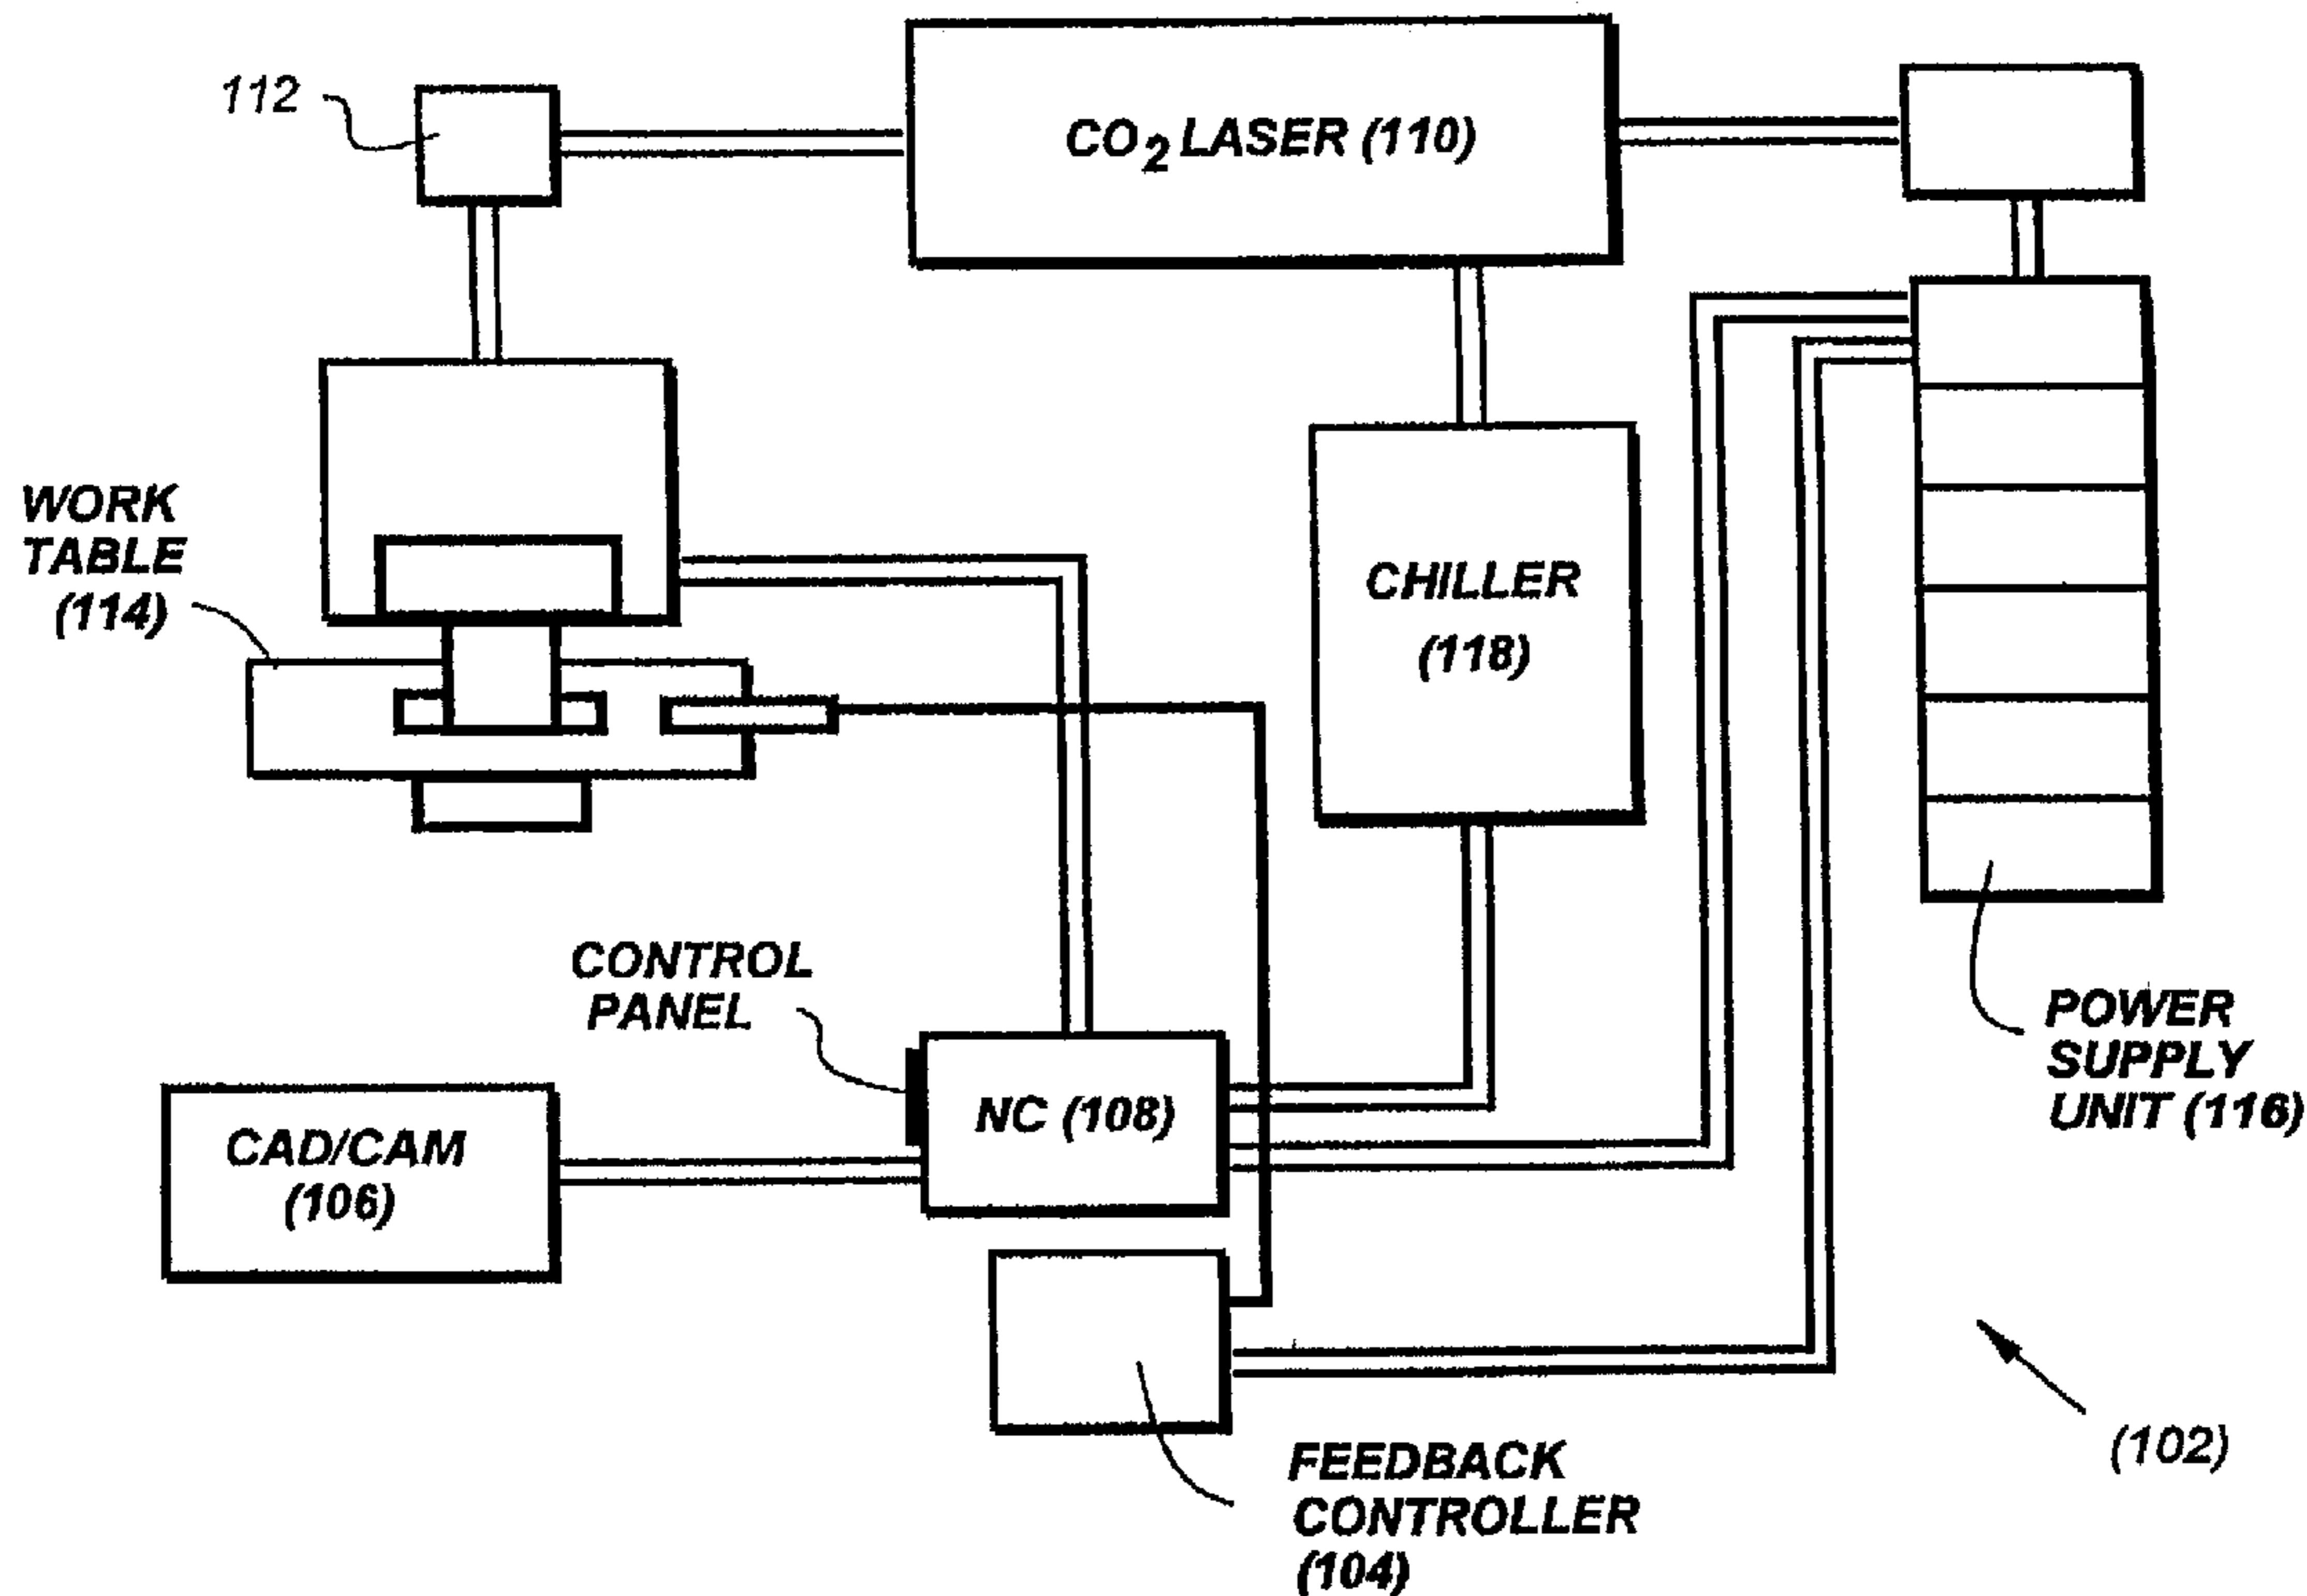 112
CO2 LASER (110)
WORK
TABLE
(114)
CHILLER
(118)
CONTROL
PANEL
POWER
SUPPLY
UNIT (116)
NC (108)
CAD/CAM
(106)
FEEDBACK
CONTROLLER
(104)
(102)